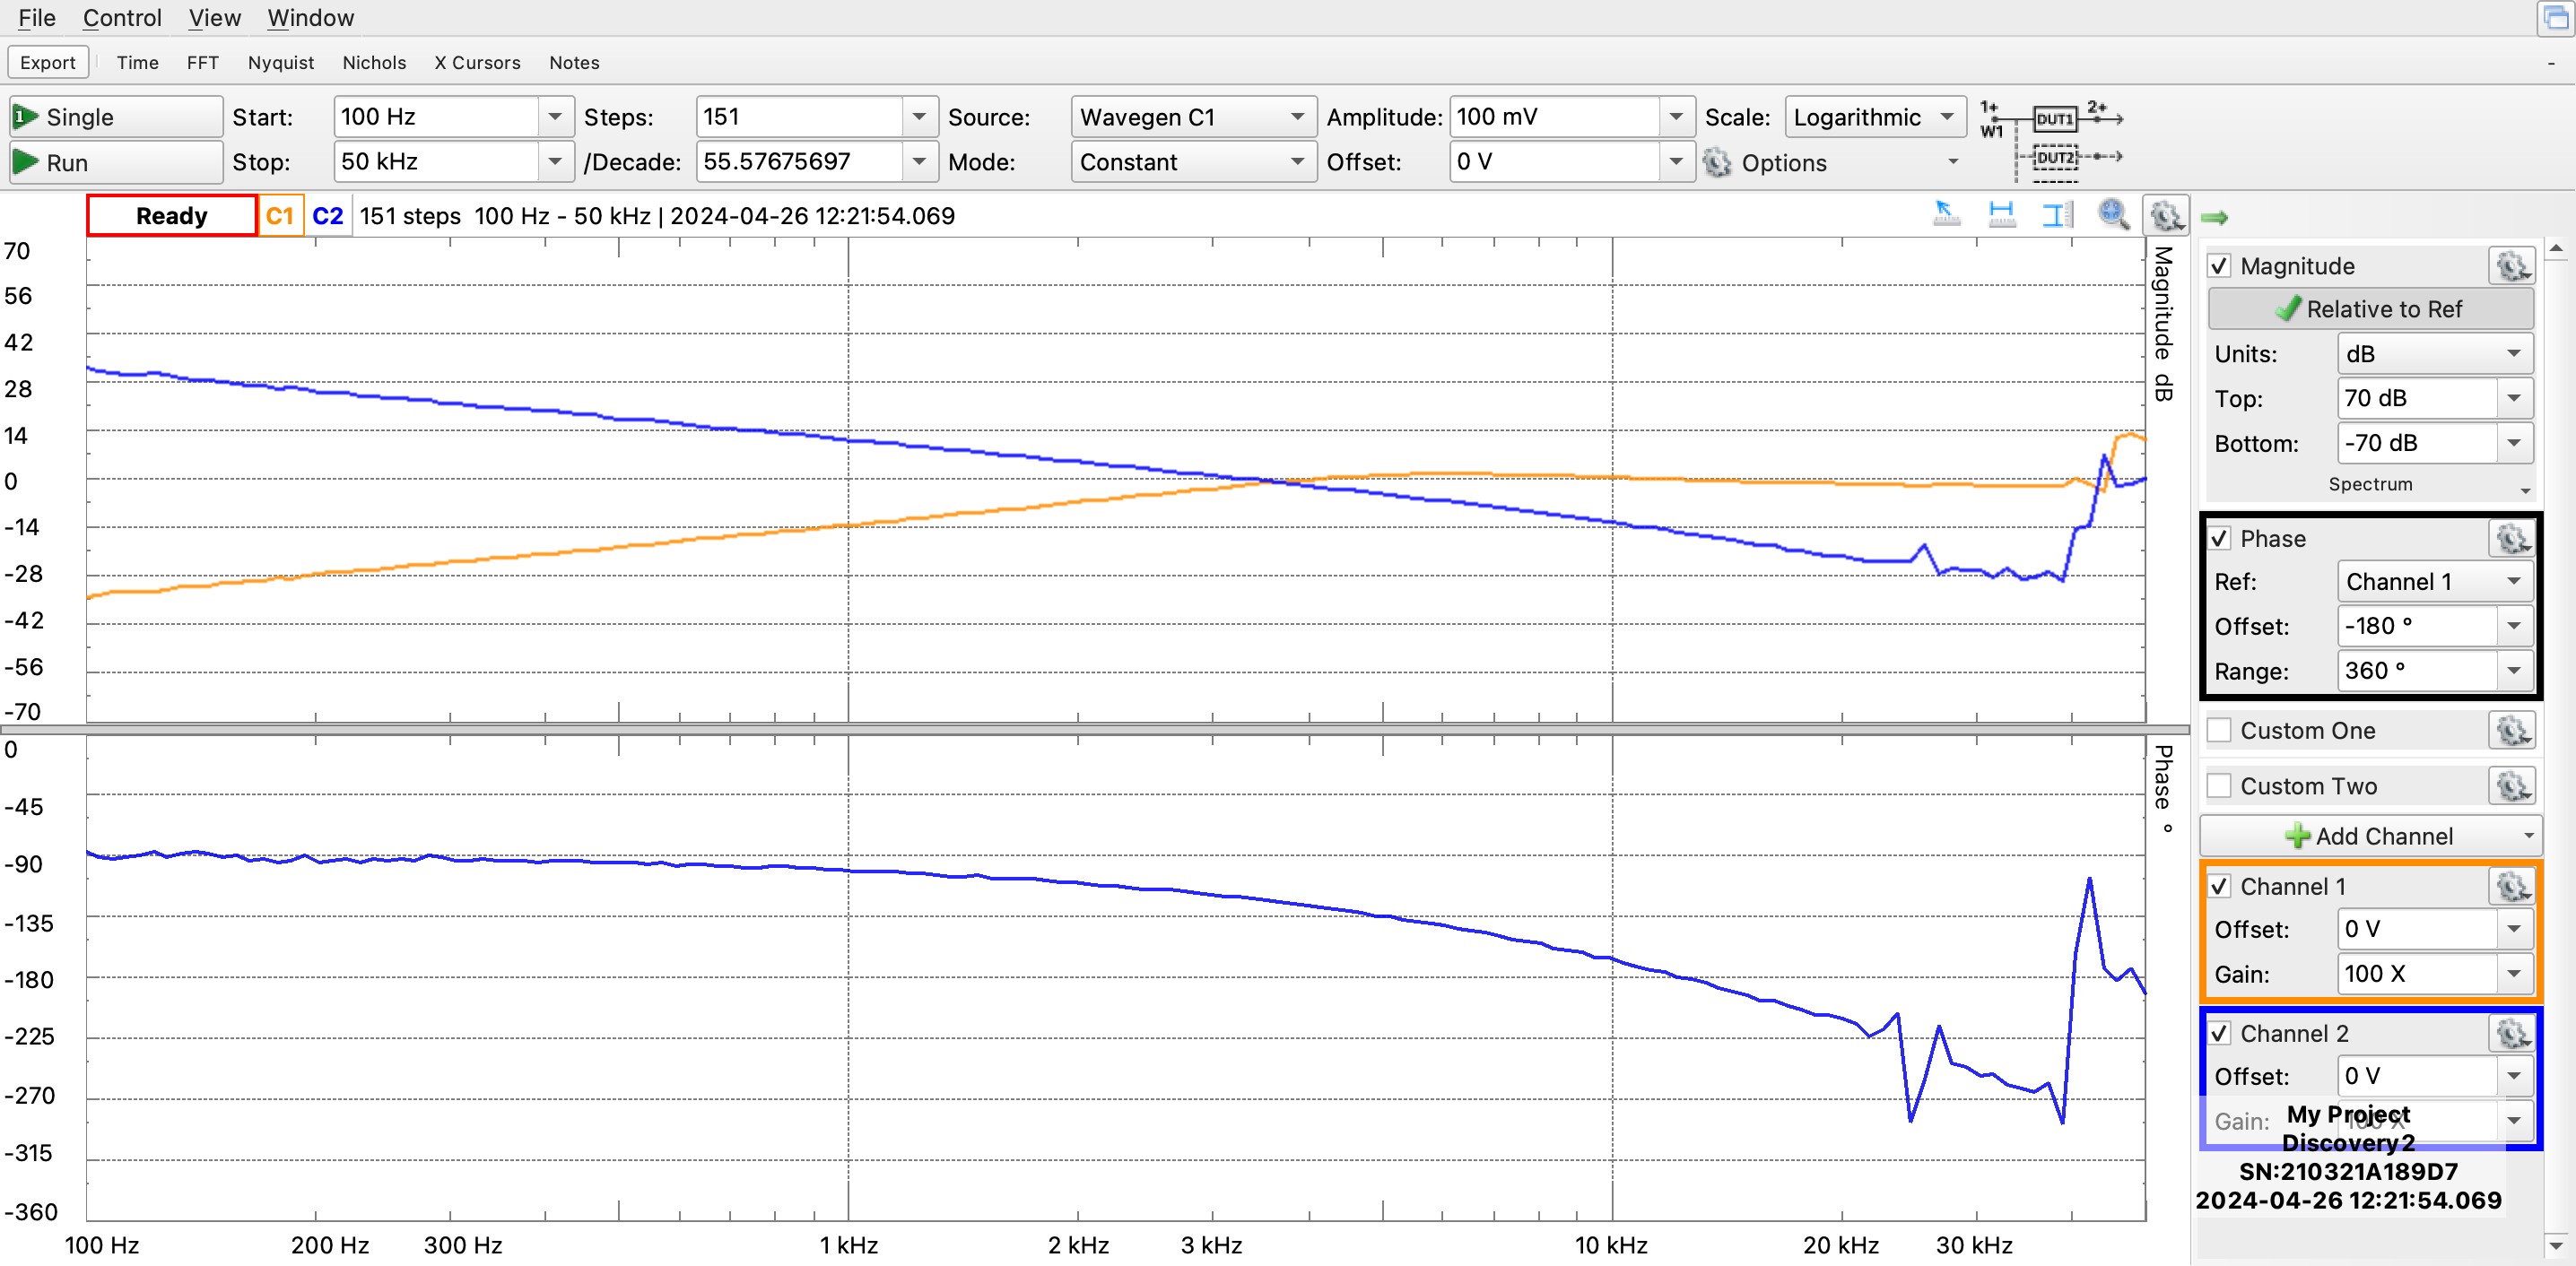 File Control View Window
Export Time FFT Nyquist Nichols X Cursors Notes -
1 Single Start: 100 Hz Steps: 151 Source: Wavegen C1 Amplitude: 100 mV Scale: Logarithmic 1+ W1 DUT1 2+
Run Stop: 50 kHz /Decade: 55.57675697 Mode: Constant Offset: 0 V Options DUT2
Ready C1 C2 151 steps 100 Hz - 50 kHz | 2024-04-26 12:21:54.069
70
56
42
28
14
0
-14
-28
-42
-56
-70
Magnitude dB
0
-45
-90
-135
-180
-225
-270
-315
-360
Phase °
100 Hz 200 Hz 300 Hz 1 kHz 2 kHz 3 kHz 10 kHz 20 kHz 30 kHz
Magnitude
Relative to Ref
Units: dB
Top: 70 dB
Bottom: -70 dB
Spectrum
Phase
Ref: Channel 1
Offset: -180 °
Range: 360 °
Custom One
Custom Two
Add Channel
Channel 1
Offset: 0 V
Gain: 100 X
Channel 2
Offset: 0 V
Gain: 100 X
My Project
Discovery2
SN:210321A189D7
2024-04-26 12:21:54.069